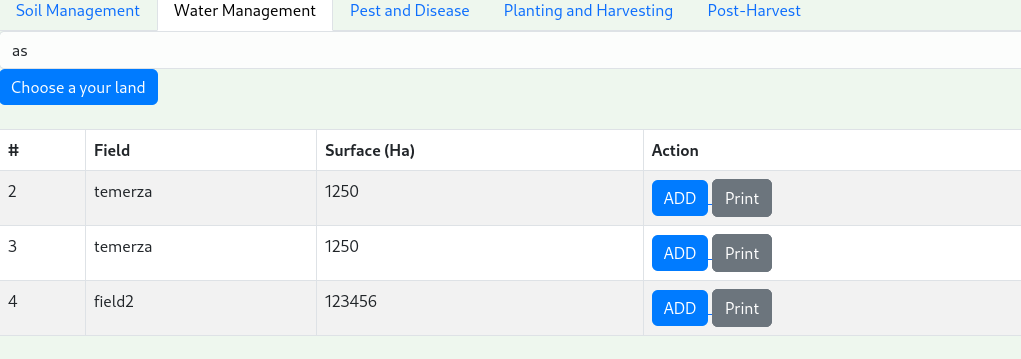 Soil Management Water Management Pest and Disease Planting and Harvesting Post-Harvest
as
Choose a your land
# Field Surface (Ha) Action
2 temerza 1250 ADD Print
3 temerza 1250 ADD Print
4 field2 123456 ADD Print